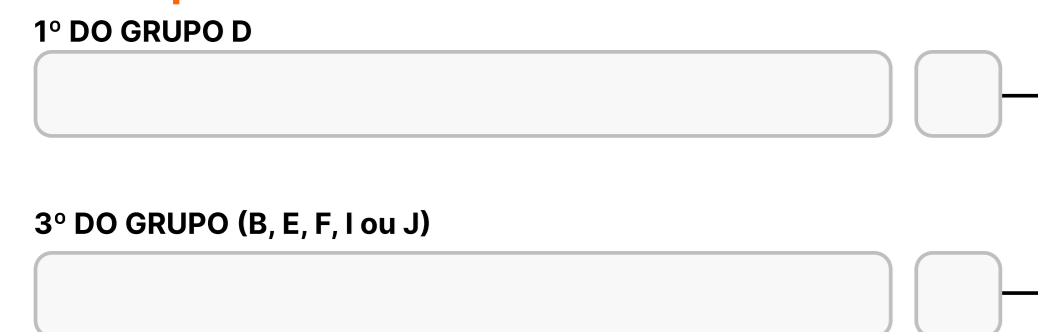 1º DO GRUPO D
3º DO GRUPO (B, E, F, I ou J)